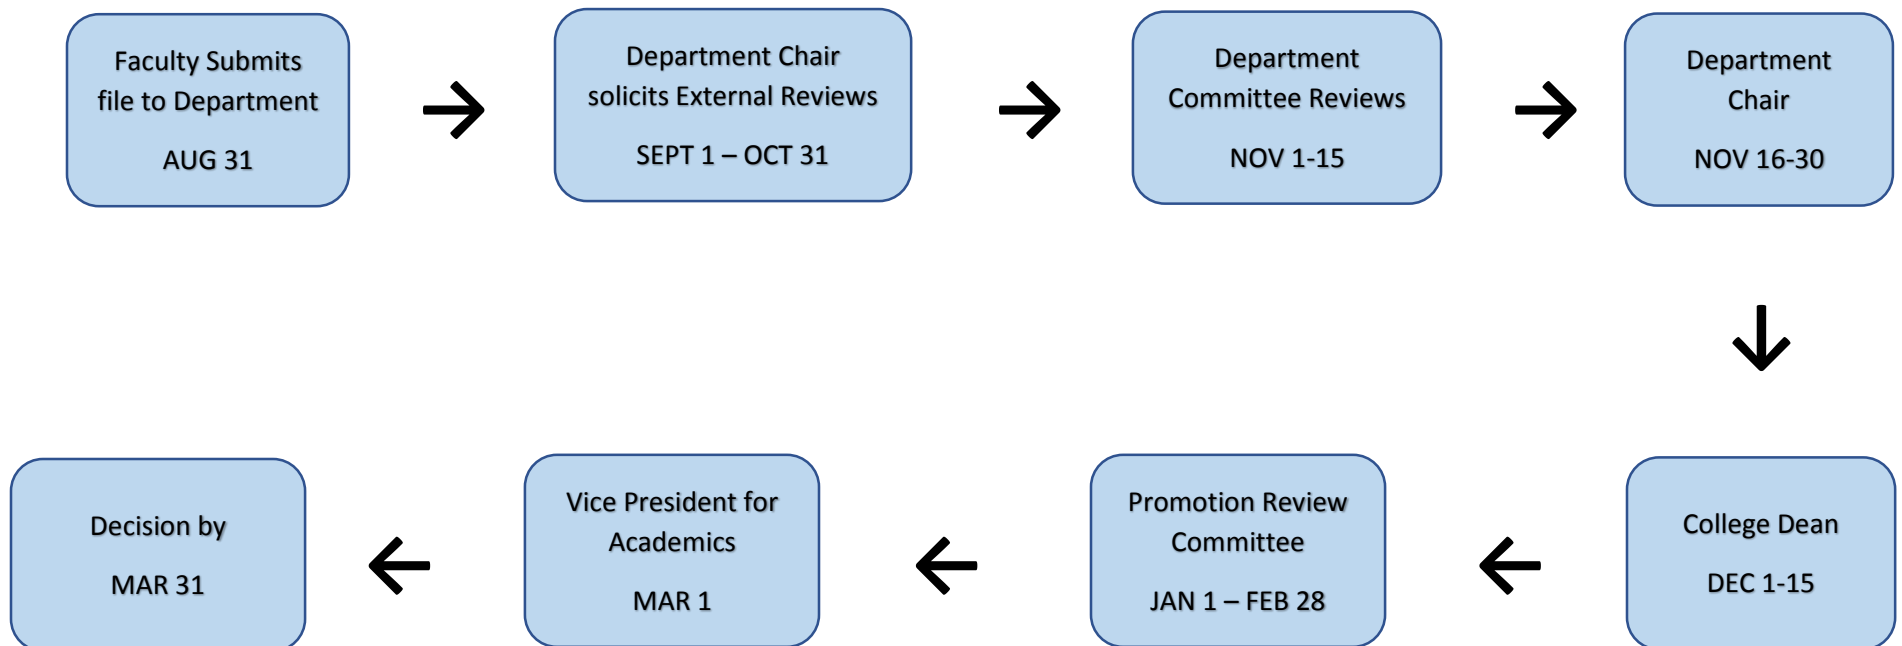 Faculty Submits
file to Department
AUG 31
Department Chair
solicits External Reviews
SEPT 1 – OCT 31
Department
Committee Reviews
NOV 1-15
Department
Chair
NOV 16-30
College Dean
DEC 1-15
Promotion Review
Committee
JAN 1 – FEB 28
Vice President for
Academics
MAR 1
Decision by
MAR 31